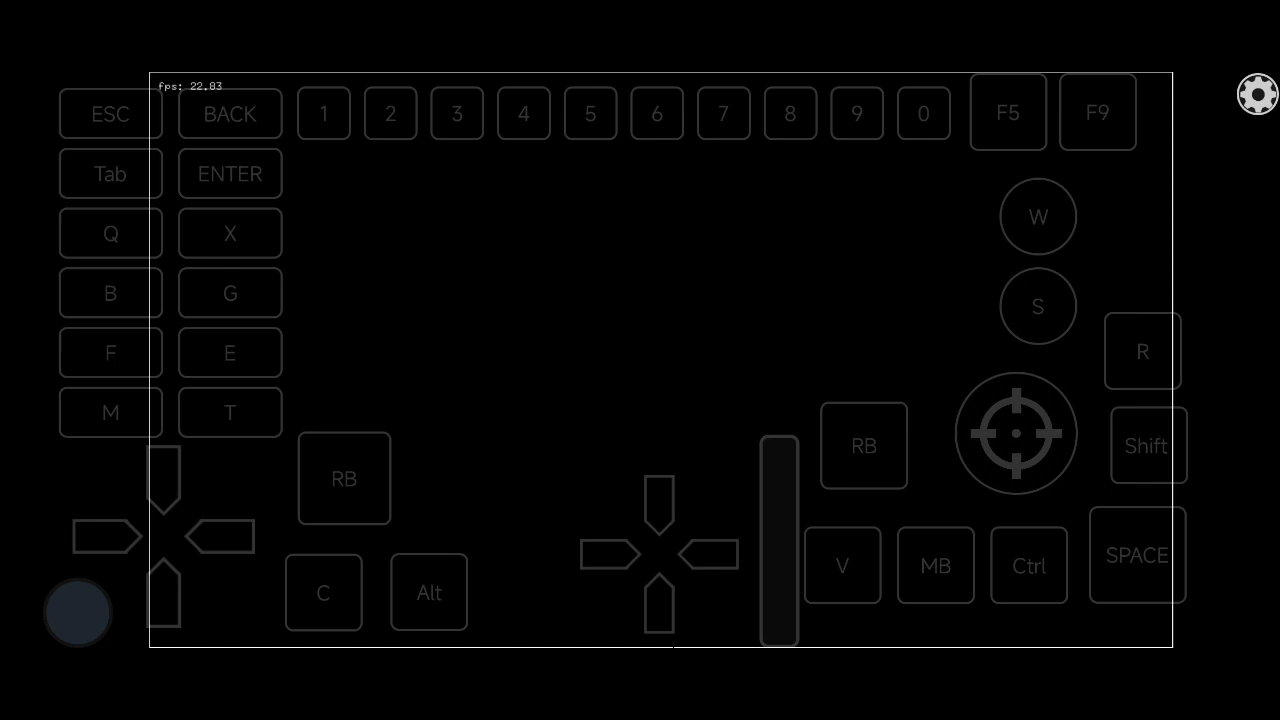 fps: 22.83
ESC BACK 1 2 3 4 5 6 7 8 9 0 F5 F9
Tab ENTER
W
Q X
B G
S
F E
R
M T
RB
Shift
RB
SPACE
V MB Ctrl
C Alt